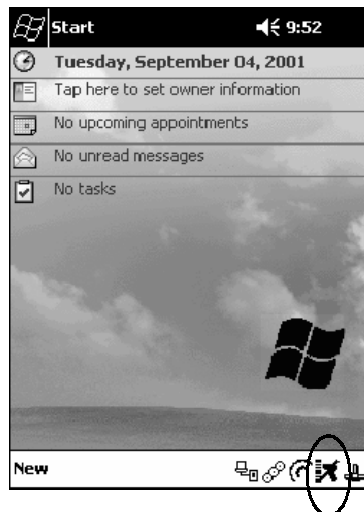 Start 9:52
Tuesday, September 04, 2001
Tap here to set owner information
No upcoming appointments
No unread messages
No tasks
New